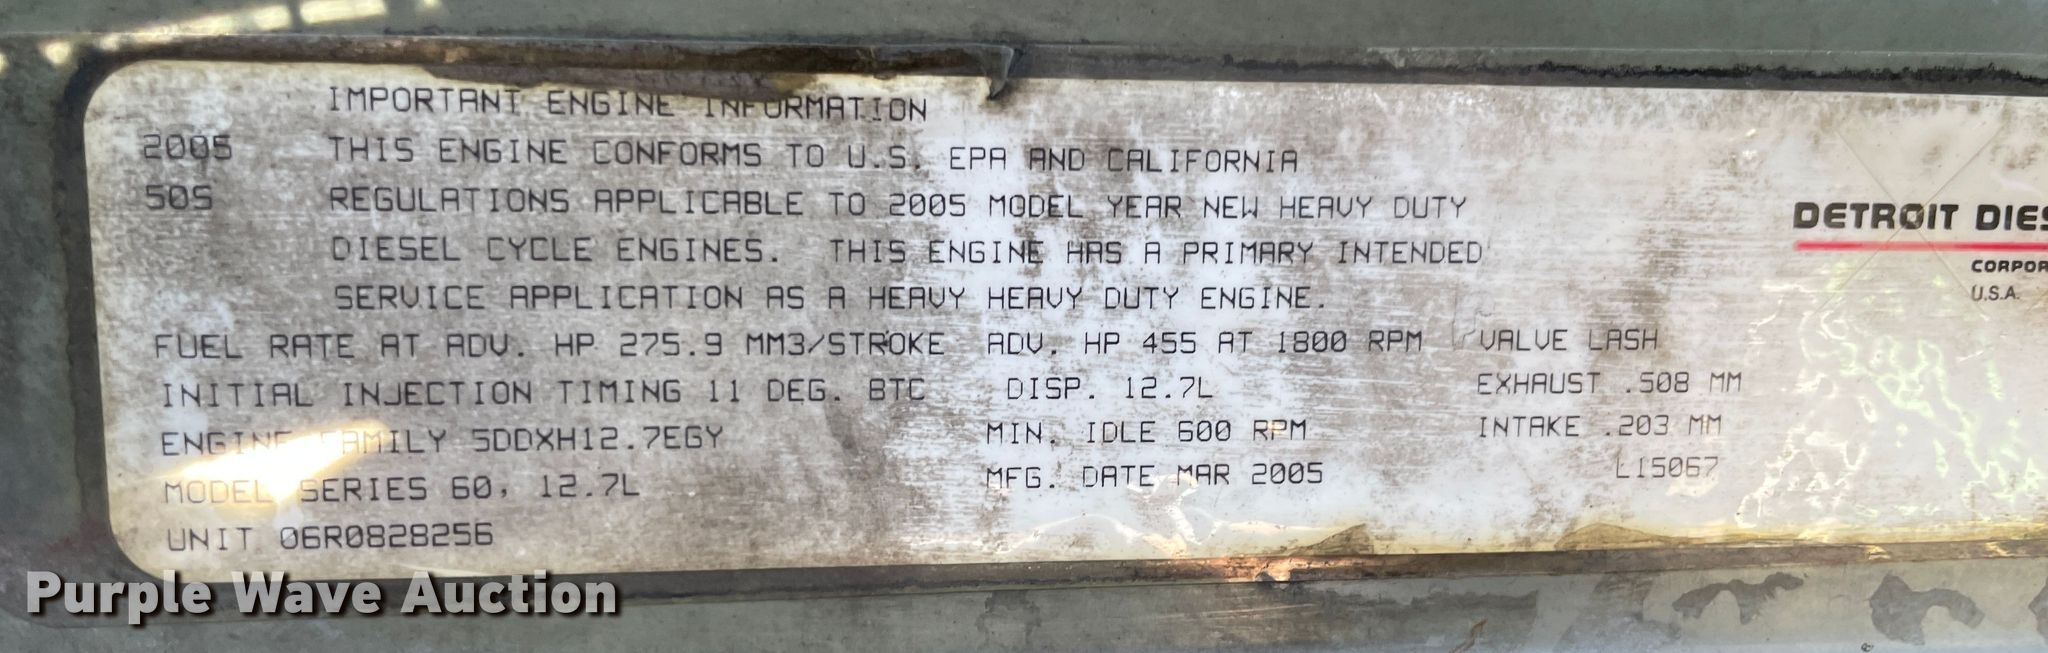 IMPORTANT ENGINE INFORMATION
2005 THIS ENGINE CONFORMS TO U.S. EPA AND CALIFORNIA
50S REGULATIONS APPLICABLE TO 2005 MODEL YEAR NEW HEAVY DUTY
DIESEL CYCLE ENGINES. THIS ENGINE HAS A PRIMARY INTENDED
SERVICE APPLICATION AS A HEAVY HEAVY DUTY ENGINE.
DETROIT DIES
CORPOR
U.S.A.
FUEL RATE AT ADV. HP 275.9 MM3/STROKE ADV. HP 455 AT 1800 RPM VALVE LASH
INITIAL INJECTION TIMING 11 DEG. BTC DISP. 12.7L EXHAUST .508 MM
ENGINE FAMILY 5DDXH12.7EGY MIN. IDLE 600 RPM INTAKE .203 MM
MODEL SERIES 60, 12.7L MFG. DATE MAR 2005 L15067
UNIT 06R0828256
Purple Wave Auction